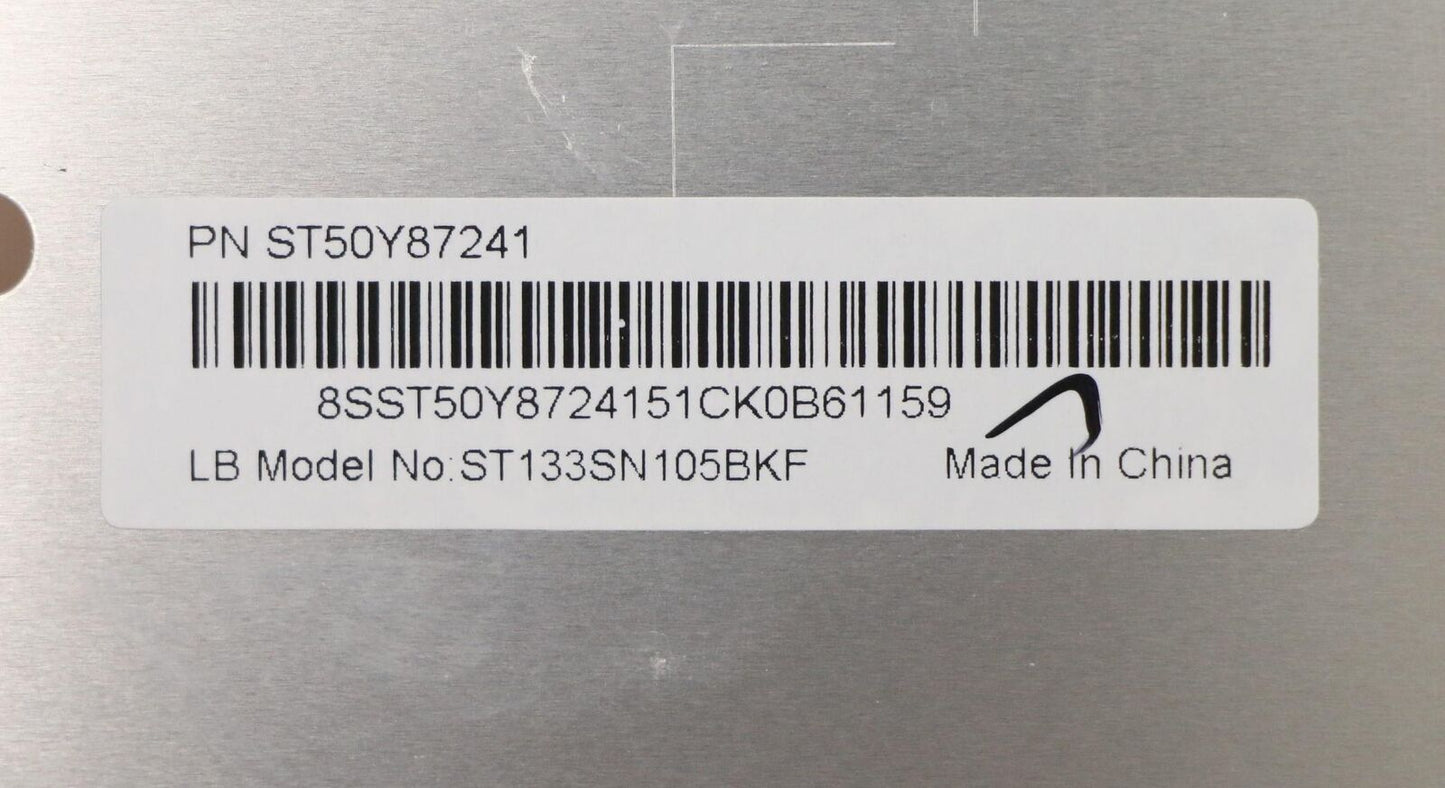 PN ST50Y87241
8SST50Y8724151CK0B61159
LB Model No:ST133SN105BKF
Made In China